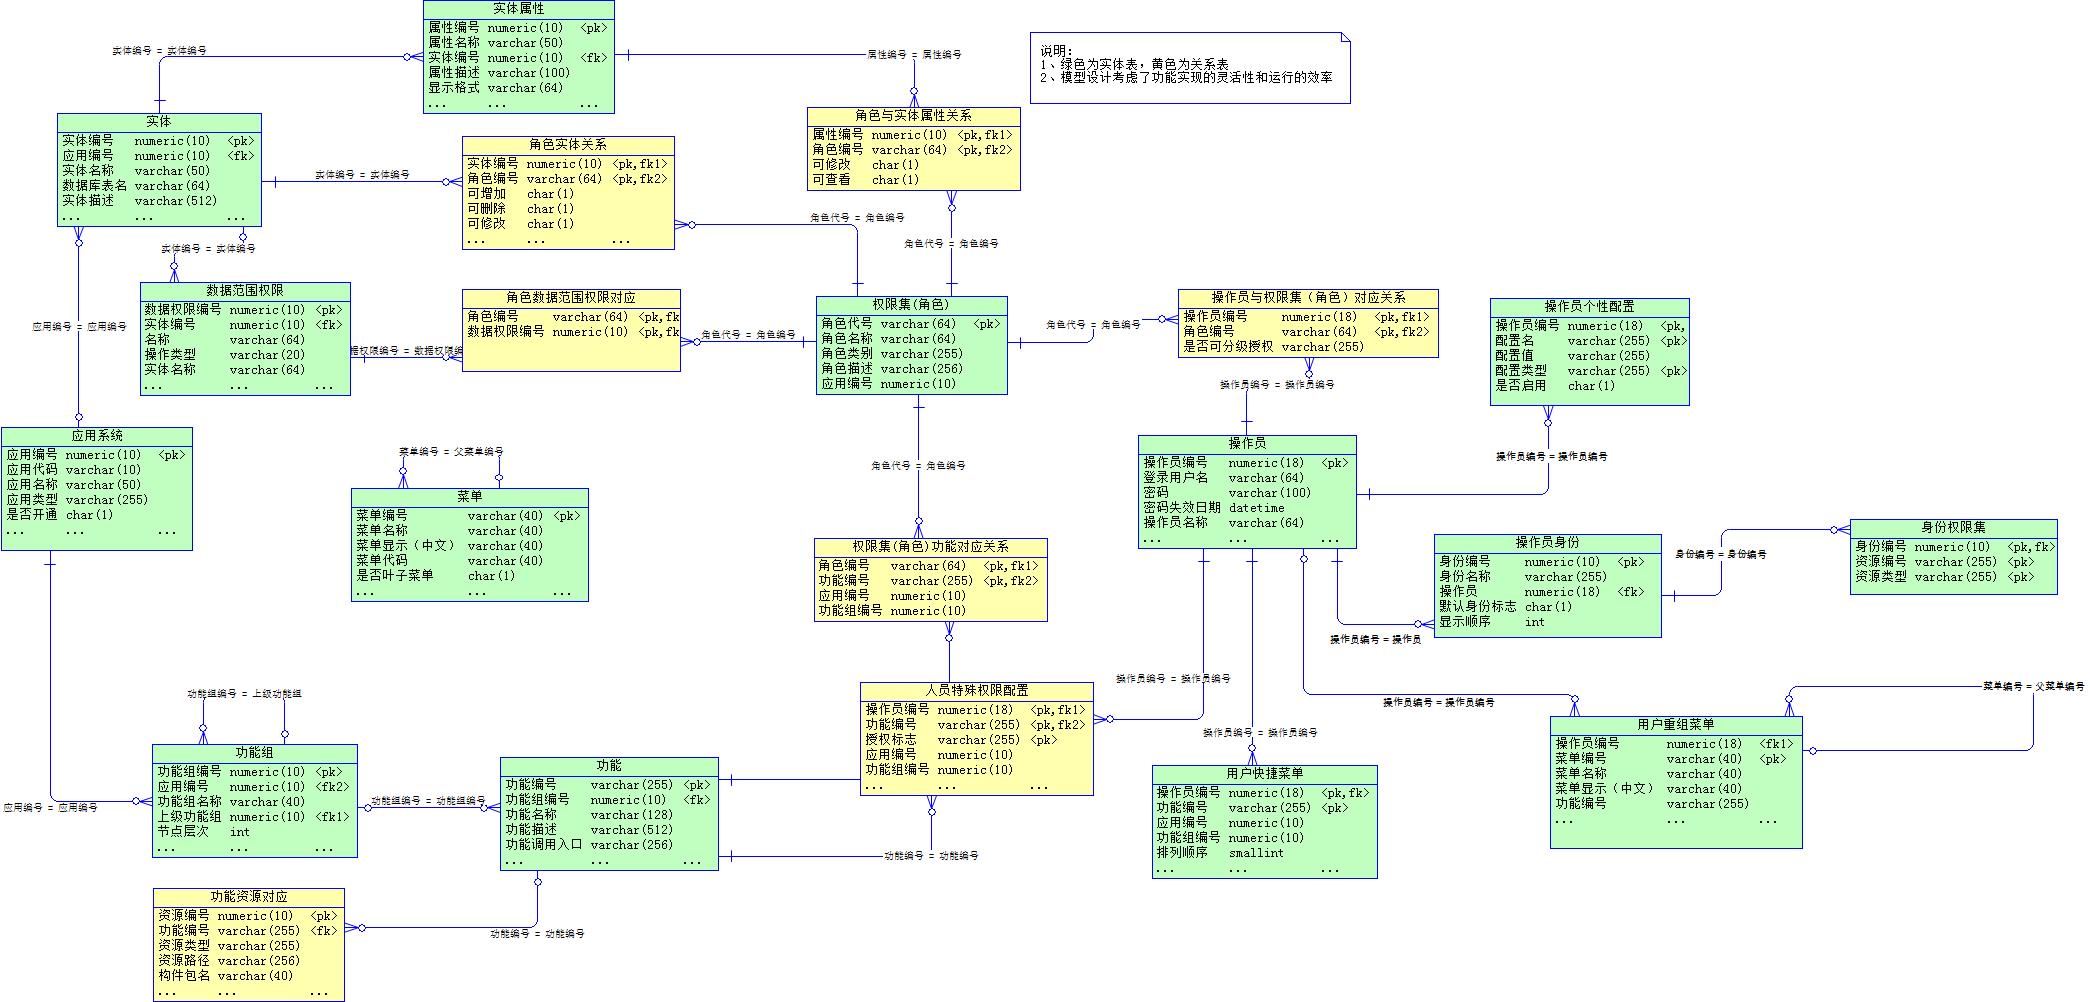 实体属性
属性编号 numeric(10) <pk>
属性名称 varchar(50)
实体编号 numeric(10) <fk>
属性描述 varchar(100)
显示格式 varchar(64)
... ... ...
实体编号 = 实体编号
属性编号 = 属性编号
说明：
1、绿色为实体表，黄色为关系表
2、模型设计考虑了功能实现的灵活性和运行的效率
实体
实体编号 numeric(10) <pk>
应用编号 numeric(10) <fk>
实体名称 varchar(50)
数据库表名 varchar(64)
实体描述 varchar(512)
... ... ...
实体编号 = 实体编号
角色实体关系
实体编号 numeric(10) <pk,fk1>
角色编号 varchar(64) <pk,fk2>
可增加 char(1)
可删除 char(1)
可修改 char(1)
... ... ...
角色与实体属性关系
属性编号 numeric(10) <pk,fk1>
角色编号 varchar(64) <pk,fk2>
可修改 char(1)
可查看 char(1)
角色代号 = 角色编号
角色代号 = 角色编号
实体编号 = 实体编号
数据范围权限
数据权限编号 numeric(10) <pk>
实体编号 numeric(10) <fk>
名称 varchar(64)
操作类型 varchar(20)
实体名称 varchar(64)
... ... ...
应用编号 = 应用编号
据权限编号 = 数据权限编
角色数据范围权限对应
角色编号 varchar(64) <pk,fk
数据权限编号 numeric(10) <pk,fk
角色代号 = 角色编号
权限集(角色)
角色代号 varchar(64) <pk>
角色名称 varchar(64)
角色类别 varchar(255)
角色描述 varchar(256)
应用编号 numeric(10)
角色代号 = 角色编号
操作员与权限集（角色）对应关系
操作员编号 numeric(18) <pk,fk1>
角色编号 varchar(64) <pk,fk2>
是否可分级授权 varchar(255)
操作员编号 = 操作员编号
操作员个性配置
操作员编号 numeric(18) <pk,
配置名 varchar(255) <pk>
配置值 varchar(255)
配置类型 varchar(255) <pk>
是否启用 char(1)
操作员编号 = 操作员编号
应用系统
应用编号 numeric(10) <pk>
应用代码 varchar(10)
应用名称 varchar(50)
应用类型 varchar(255)
是否开通 char(1)
... ... ...
菜单编号 = 父菜单编号
菜单
菜单编号 varchar(40) <pk>
菜单名称 varchar(40)
菜单显示（中文） varchar(40)
菜单代码 varchar(40)
是否叶子菜单 char(1)
... ... ...
角色代号 = 角色编号
操作员
操作员编号 numeric(18) <pk>
登录用户名 varchar(64)
密码 varchar(100)
密码失效日期 datetime
操作员名称 varchar(64)
... ... ...
操作员身份
身份编号 numeric(10) <pk>
身份名称 varchar(255)
操作员 numeric(18) <fk>
默认身份标志 char(1)
显示顺序 int
身份编号 = 身份编号
身份权限集
身份编号 numeric(10) <pk,fk>
资源编号 varchar(255) <pk>
资源类型 varchar(255) <pk>
操作员编号 = 操作员
权限集(角色)功能对应关系
角色编号 varchar(64) <pk,fk1>
功能编号 varchar(255) <pk,fk2>
应用编号 numeric(10)
功能组编号 numeric(10)
人员特殊权限配置
操作员编号 numeric(18) <pk,fk1>
功能编号 varchar(255) <pk,fk2>
授权标志 varchar(255) <pk>
应用编号 numeric(10)
功能组编号 numeric(10)
... ... ...
操作员编号 = 操作员编号
操作员编号 = 操作员编号
操作员编号 = 操作员编号
菜单编号 = 父菜单编号
用户重组菜单
操作员编号 numeric(18) <fk1>
菜单编号 varchar(40) <pk>
菜单名称 varchar(40)
菜单显示（中文） varchar(40)
功能编号 varchar(255)
... ... ...
用户快捷菜单
操作员编号 numeric(18) <pk,fk>
功能编号 varchar(255) <pk>
应用编号 numeric(10)
功能组编号 numeric(10)
排列顺序 smallint
... ... ...
功能组编号 = 上级功能组
功能组
功能组编号 numeric(10) <pk>
应用编号 numeric(10) <fk2>
功能组名称 varchar(40)
上级功能组 numeric(10) <fk1>
节点层次 int
... ... ...
应用编号 = 应用编号
功能组编号 = 功能组编号
功能
功能编号 varchar(255) <pk>
功能组编号 numeric(10) <fk>
功能名称 varchar(128)
功能描述 varchar(512)
功能调用入口 varchar(256)
... ... ...
功能编号 = 功能编号
功能编号 = 功能编号
功能资源对应
资源编号 numeric(10) <pk>
功能编号 varchar(255) <fk>
资源类型 varchar(255)
资源路径 varchar(256)
构件包名 varchar(40)
... ... ...